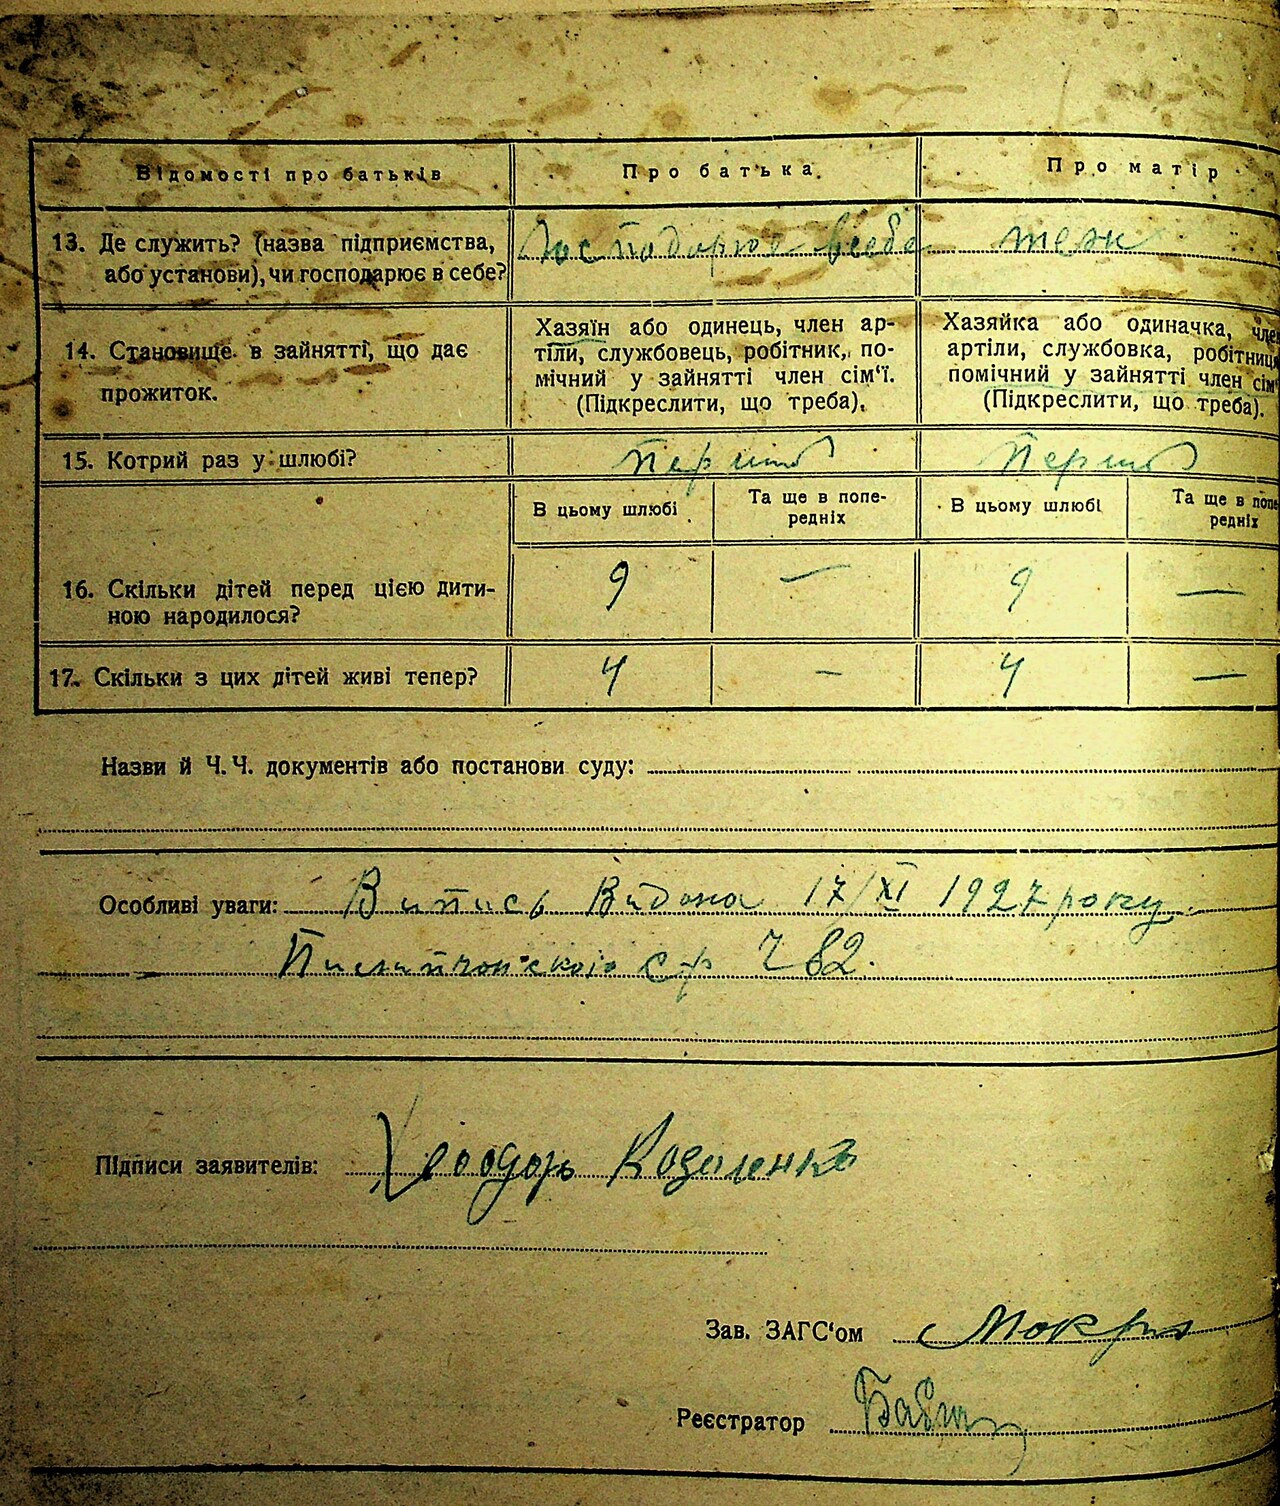 Відомості про батьків
Про батька.
Про матір
13. Де служить? (назва підприємства,
або установи), чи господарює в себе?
Господарює в себе
теж
14. Становище в зайнятті, що дає
прожиток.
Хазяїн або одинець, член ар-
тіли, службовець, робітник, по-
мічний у зайнятті член сім'ї.
(Підкреслити, що треба).
Хазяйка або одиначка, член
артіли, службовка, робітниця
помічний у зайнятті член сім'
(Підкреслити, що треба).
15. Котрий раз у шлюбі?
Перший
Перший
В цьому шлюбі
Та ще в попе-
редніх
В цьому шлюбі
Та ще в попе
редніх
16. Скільки дітей перед цією дити-
ною народилося?
9
—
9
—
17. Скільки з цих дітей живі тепер?
4
-
4
—
Назви й Ч. Ч. документів або постанови суду:
Особливі уваги: Випись Видана 17/XI 1927 року.
Ч 82.
Підписи заявителів:
Зав. ЗАГС'ом
Реєстратор